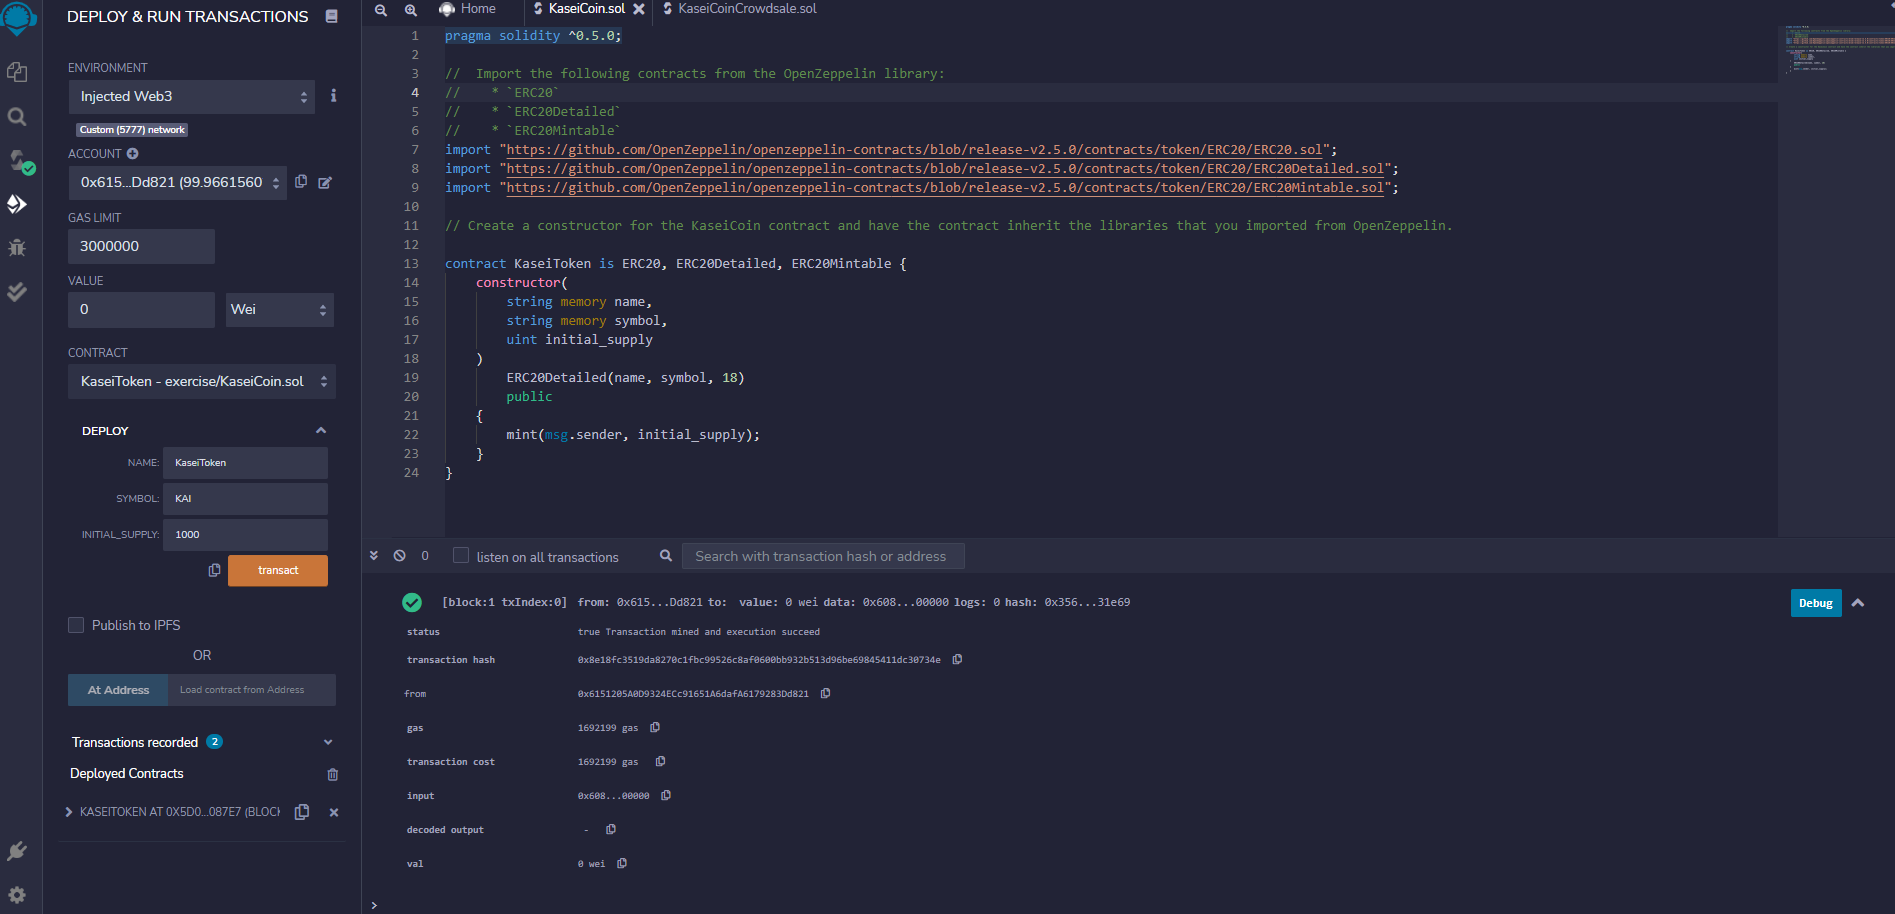 DEPLOY & RUN TRANSACTIONS
ENVIRONMENT
Injected Web3
Custom (5777) network
ACCOUNT
0x615...Dd821 (99.9661560
GAS LIMIT
3000000
VALUE
0
Wei
CONTRACT
KaseiToken - exercise/KaseiCoin.sol
DEPLOY
NAME: KaseiToken
SYMBOL: KAI
INITIAL_SUPPLY: 1000
transact
Publish to IPFS
OR
At Address Load contract from Address
Transactions recorded 2
Deployed Contracts
KASEITOKEN AT 0X5D0...087E7 (BLOCK
Home KaseiCoin.sol KaseiCoinCrowdsale.sol
1 pragma solidity ^0.5.0;
2
3 //  Import the following contracts from the OpenZeppelin library:
4 //    * `ERC20`
5 //    * `ERC20Detailed`
6 //    * `ERC20Mintable`
7 import "https://github.com/OpenZeppelin/openzeppelin-contracts/blob/release-v2.5.0/contracts/token/ERC20/ERC20.sol";
8 import "https://github.com/OpenZeppelin/openzeppelin-contracts/blob/release-v2.5.0/contracts/token/ERC20/ERC20Detailed.sol";
9 import "https://github.com/OpenZeppelin/openzeppelin-contracts/blob/release-v2.5.0/contracts/token/ERC20/ERC20Mintable.sol";
10
11 // Create a constructor for the KaseiCoin contract and have the contract inherit the libraries that you imported from OpenZeppelin.
12
13 contract KaseiToken is ERC20, ERC20Detailed, ERC20Mintable {
14     constructor(
15         string memory name,
16         string memory symbol,
17         uint initial_supply
18     )
19         ERC20Detailed(name, symbol, 18)
20         public
21     {
22         mint(msg.sender, initial_supply);
23     }
24 }
0 listen on all transactions Search with transaction hash or address
[block:1 txIndex:0] from: 0x615...Dd821 to: value: 0 wei data: 0x608...00000 logs: 0 hash: 0x356...31e69
Debug
status true Transaction mined and execution succeed
transaction hash 0x8e18fc3519da8270c1fbc99526c8af0600bb932b513d96be69845411dc30734e
from 0x6151205A0D9324ECc91651A6dafA6179283Dd821
gas 1692199 gas
transaction cost 1692199 gas
input 0x608...00000
decoded output -
val 0 wei
>